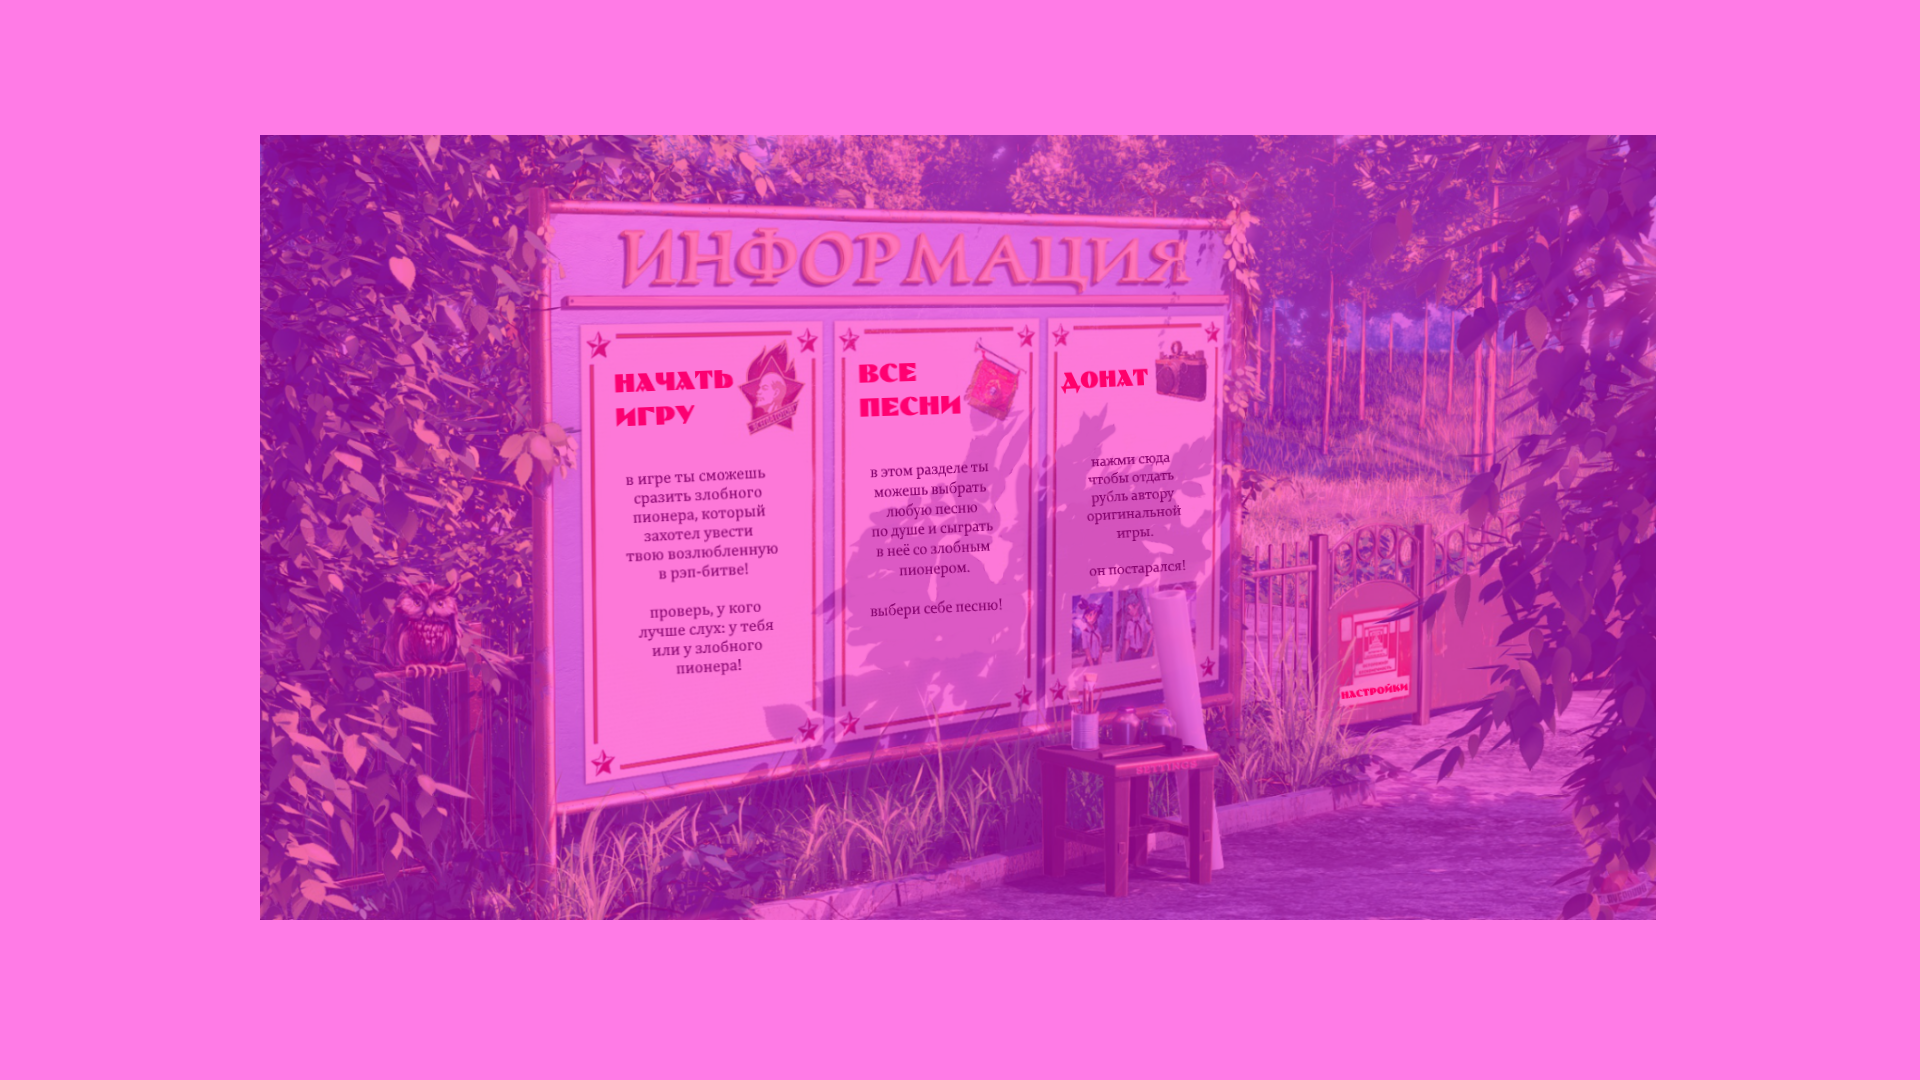 ИНФОРМАЦИЯ
НАЧАТЬ
ИГРУ
в игре ты сможешь
сразить злобного
пионера, который
захотел увести
твою возлюбленную
в рэп-битве!
проверь, у кого
лучше слух: у тебя
или у злобного
пионера!
ВСЕ
ПЕСНИ
в этом разделе ты
можешь выбрать
любую песню
по душе и сыграть
в неё со злобным
пионером.
выбери себе песню!
ДОНАТ
нажми сюда
чтобы отдать
рубль автору
оригинальной
игры.
он постарался!
НАСТРОЙКИ